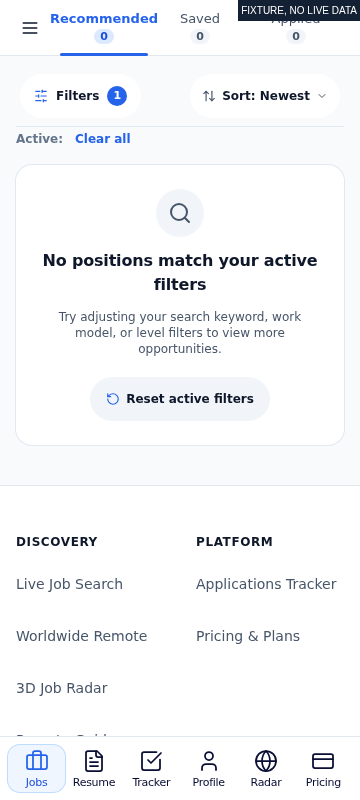 FIXTURE, NO LIVE DATA
Recommended Saved Applied
0 0 0
Filters 1 Sort: Newest
Active: Clear all
No positions match your active
filters
Try adjusting your search keyword, work
model, or level filters to view more
opportunities.
Reset active filters
DISCOVERY PLATFORM
Live Job Search Applications Tracker
Worldwide Remote Pricing & Plans
3D Job Radar
Jobs Resume Tracker Profile Radar Pricing